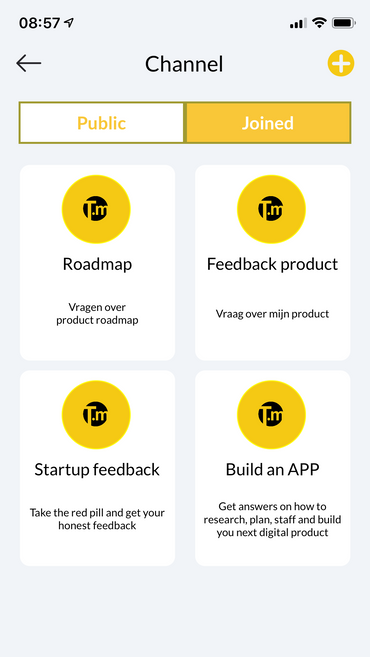 08:57
Channel
Public
Joined
T.m
Roadmap
Vragen over
product roadmap
T.m
Feedback product
Vraag over mijn product
T.m
Startup feedback
Take the red pill and get your
honest feedback
T.m
Build an APP
Get answers on how to
research, plan, staff and build
you next digital product